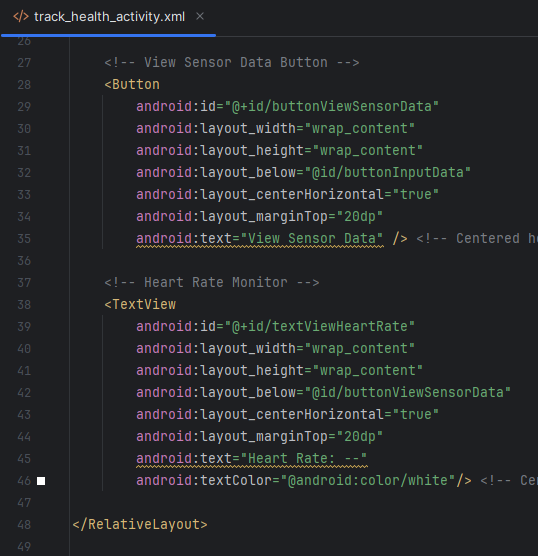 </> track_health_activity.xml ×
26
27 <!-- View Sensor Data Button -->
28 <Button
29 android:id="@+id/buttonViewSensorData"
30 android:layout_width="wrap_content"
31 android:layout_height="wrap_content"
32 android:layout_below="@id/buttonInputData"
33 android:layout_centerHorizontal="true"
34 android:layout_marginTop="20dp"
35 android:text="View Sensor Data" /> <!-- Centered ho
36
37 <!-- Heart Rate Monitor -->
38 <TextView
39 android:id="@+id/textViewHeartRate"
40 android:layout_width="wrap_content"
41 android:layout_height="wrap_content"
42 android:layout_below="@id/buttonViewSensorData"
43 android:layout_centerHorizontal="true"
44 android:layout_marginTop="20dp"
45 android:text="Heart Rate: --"
46 android:textColor="@android:color/white"/> <!-- Cen
47
48 </RelativeLayout>
49